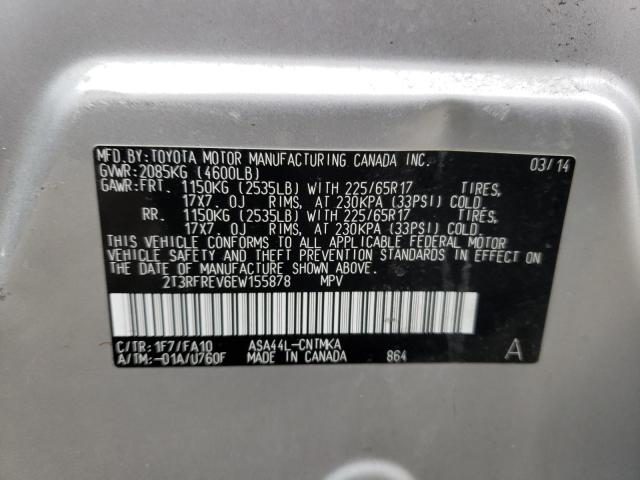 MFD.BY:TOYOTA MOTOR MANUFACTURING CANADA INC. 03/14
GVWR:2085KG (4600LB)
GAWR:FRT. 1150KG (2535LB) WITH 225/65R17 TIRES,
17X7.0J RIMS, AT 230KPA (33PSI) COLD.
RR. 1150KG (2535LB) WITH 225/65R17 TIRES,
17X7.0J RIMS, AT 230KPA (33PSI) COLD.
THIS VEHICLE CONFORMS TO ALL APPLICABLE FEDERAL MOTOR
VEHICLE SAFETY AND THEFT PREVENTION STANDARDS IN EFFECT
ON THE DATE OF MANUFACTURE SHOWN ABOVE.
2T3RFREV6EW155878 MPV
C/TR:1F7/FA10 ASA44L-CNTMKA
A/TM:-01A/U760F MADE IN CANADA 864 A